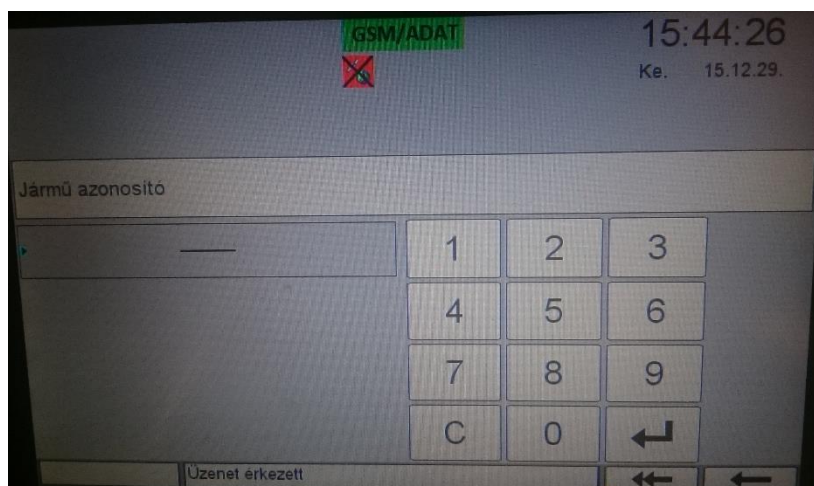 GSM/ADAT
15:44:26
Ke. 15.12.29.
Jármű azonosító
1 2 3
4 5 6
7 8 9
C 0
Üzenet érkezett